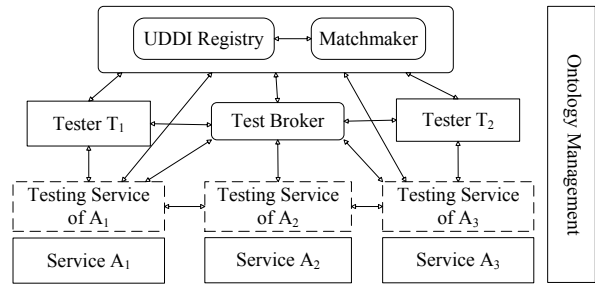 UDDI Registry
Matchmaker
Tester T1
Test Broker
Tester T2
Testing Service
of A1
Testing Service
of A2
Testing Service
of A3
Service A1
Service A2
Service A3
Ontology Management